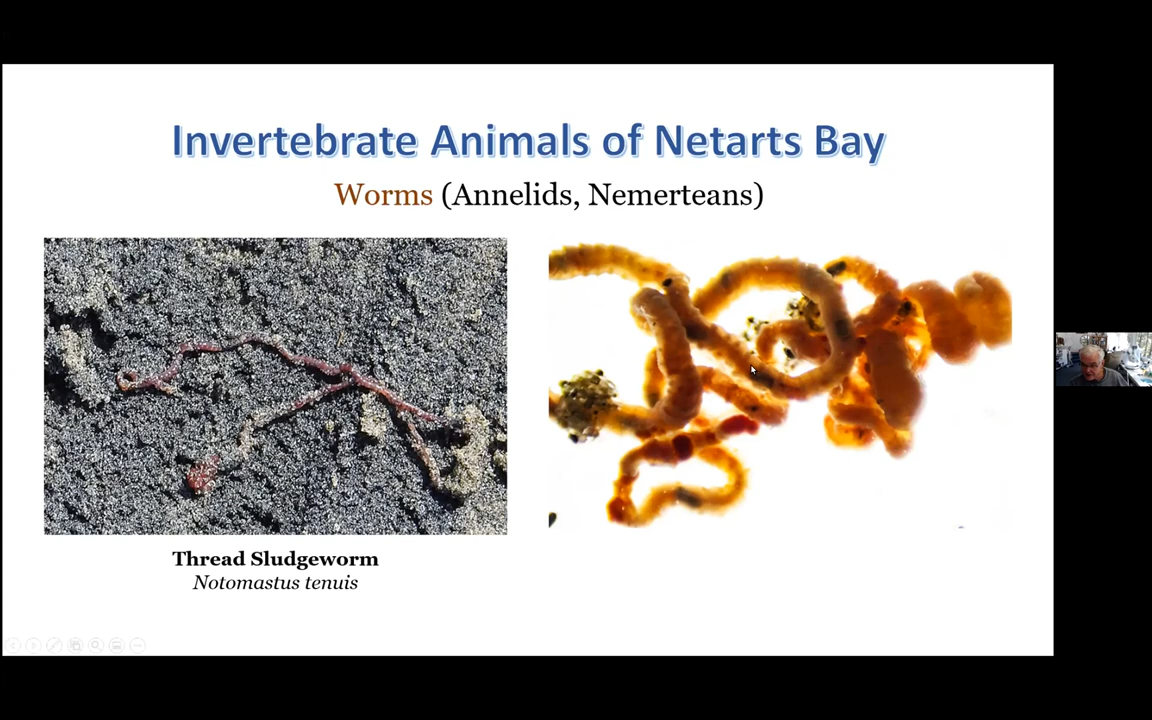 Invertebrate Animals of Netarts Bay
Worms (Annelids, Nemerteans)
Thread Sludgeworm
Notomastus tenuis